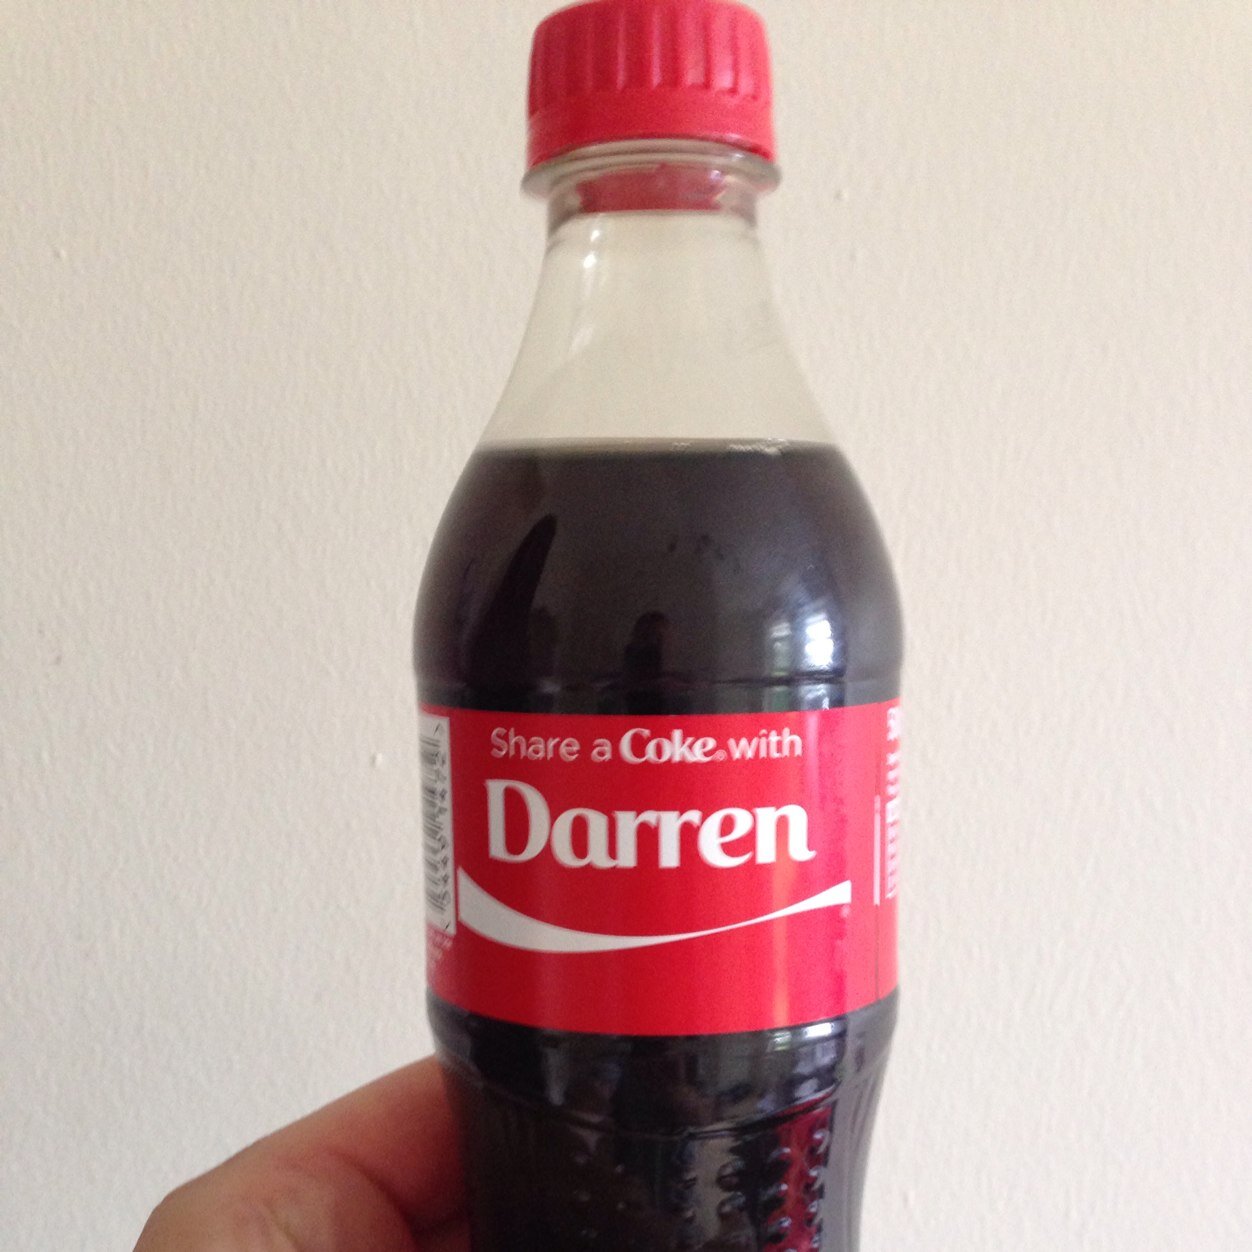 Share a Coke® with
Darren